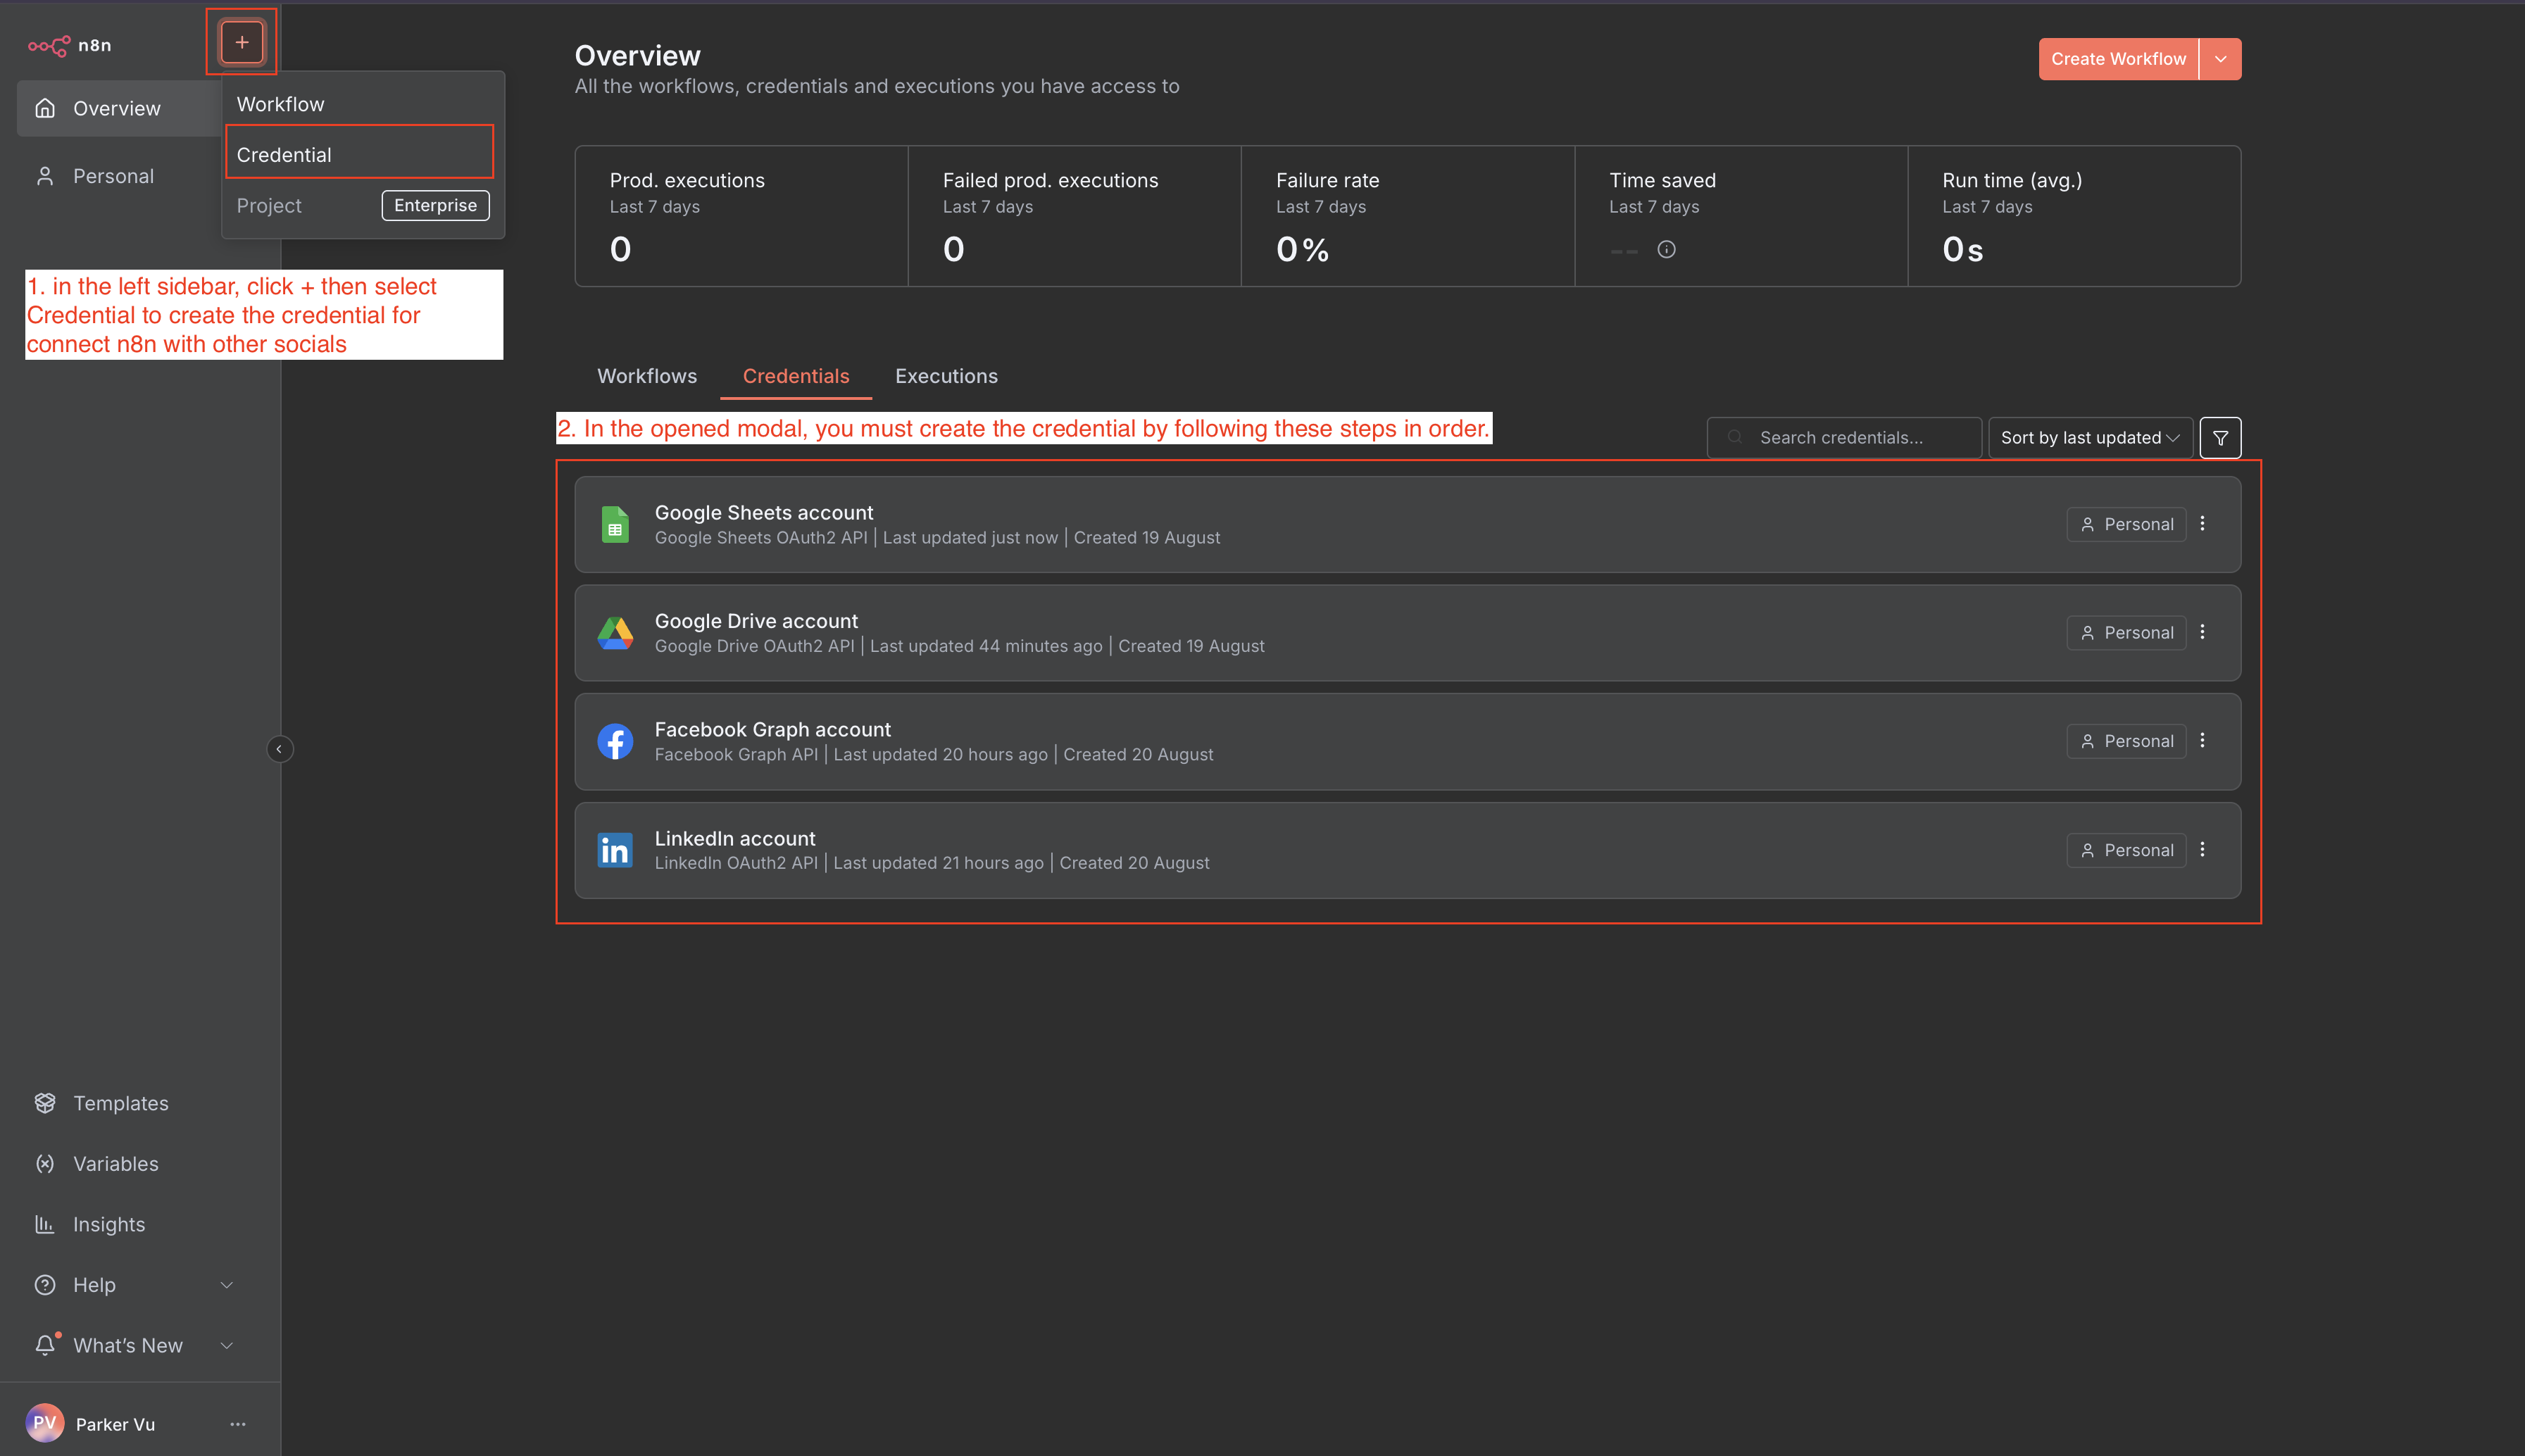 n8n
+
Overview
Personal
Workflow
Credential
Project Enterprise
1. in the left sidebar, click + then select
Credential to create the credential for
connect n8n with other socials
Templates
Variables
Insights
Help
What's New
PV Parker Vu
Overview
All the workflows, credentials and executions you have access to
Create Workflow
Prod. executions
Last 7 days
0
Failed prod. executions
Last 7 days
0
Failure rate
Last 7 days
0%
Time saved
Last 7 days
--
Run time (avg.)
Last 7 days
0s
Workflows Credentials Executions
2. In the opened modal, you must create the credential by following these steps in order.
Search credentials...
Sort by last updated
Google Sheets account
Google Sheets OAuth2 API | Last updated just now | Created 19 August
Personal
Google Drive account
Google Drive OAuth2 API | Last updated 44 minutes ago | Created 19 August
Personal
Facebook Graph account
Facebook Graph API | Last updated 20 hours ago | Created 20 August
Personal
in
LinkedIn account
LinkedIn OAuth2 API | Last updated 21 hours ago | Created 20 August
Personal